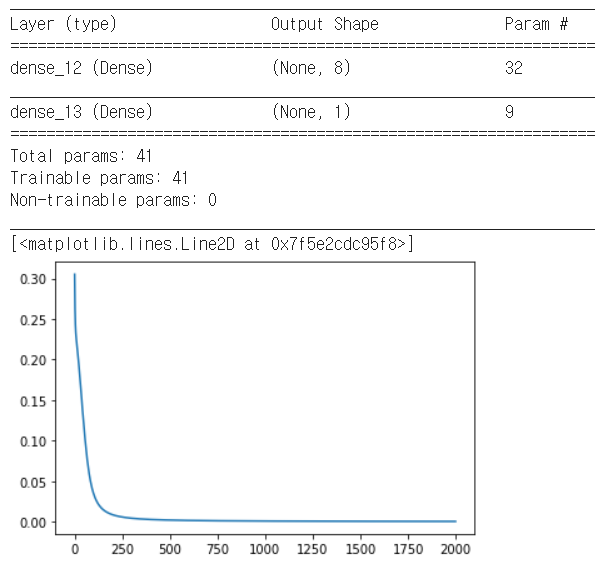 Layer (type) Output Shape Param #
dense_12 (Dense) (None, 8) 32
dense_13 (Dense) (None, 1) 9
Total params: 41
Trainable params: 41
Non-trainable params: 0
[<matplotlib.lines.Line2D at 0x7f5e2cdc95f8>]
0.30
0.25
0.20
0.15
0.10
0.05
0.00
0 250 500 750 1000 1250 1500 1750 2000